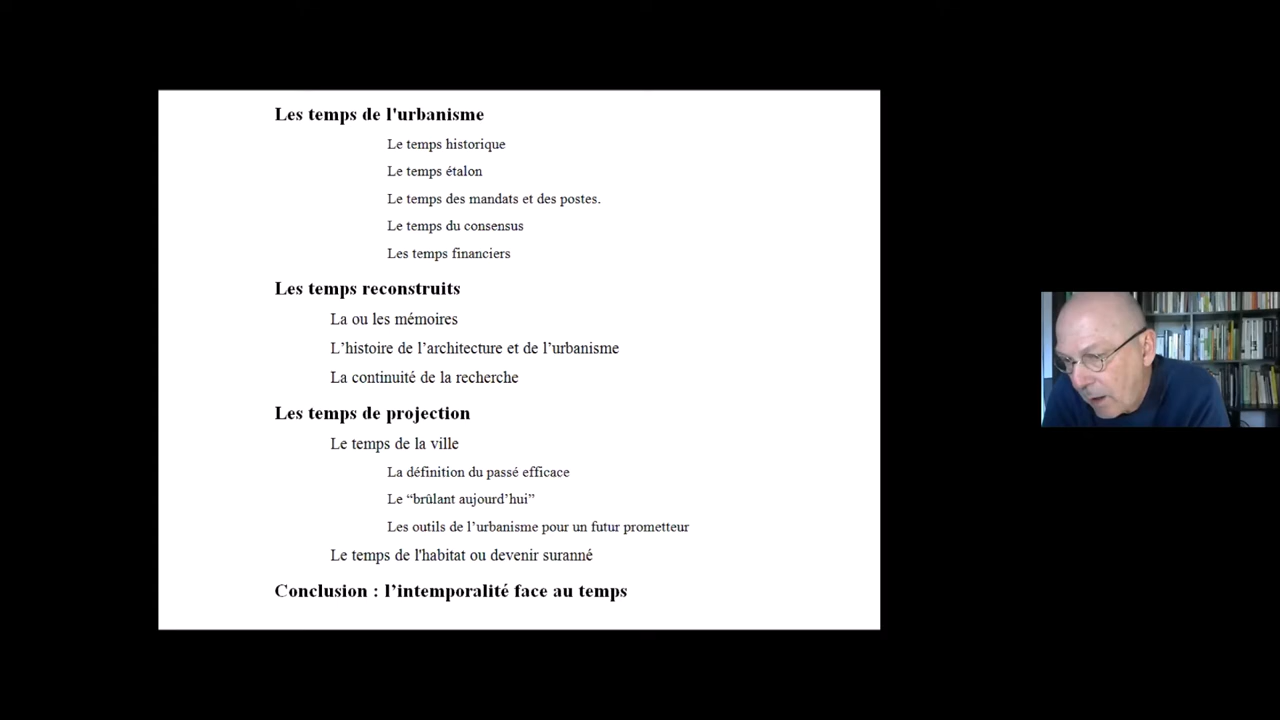 Les temps de l'urbanisme
Le temps historique
Le temps étalon
Le temps des mandats et des postes.
Le temps du consensus
Les temps financiers
Les temps reconstruits
La ou les mémoires
L’histoire de l’architecture et de l’urbanisme
La continuité de la recherche
Les temps de projection
Le temps de la ville
La définition du passé efficace
Le “brûlant aujourd’hui”
Les outils de l’urbanisme pour un futur prometteur
Le temps de l'habitat ou devenir suranné
Conclusion : l’intemporalité face au temps